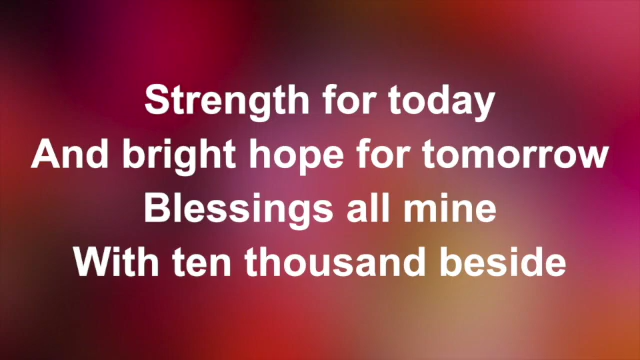 Strength for today
And bright hope for tomorrow
Blessings all mine
With ten thousand beside